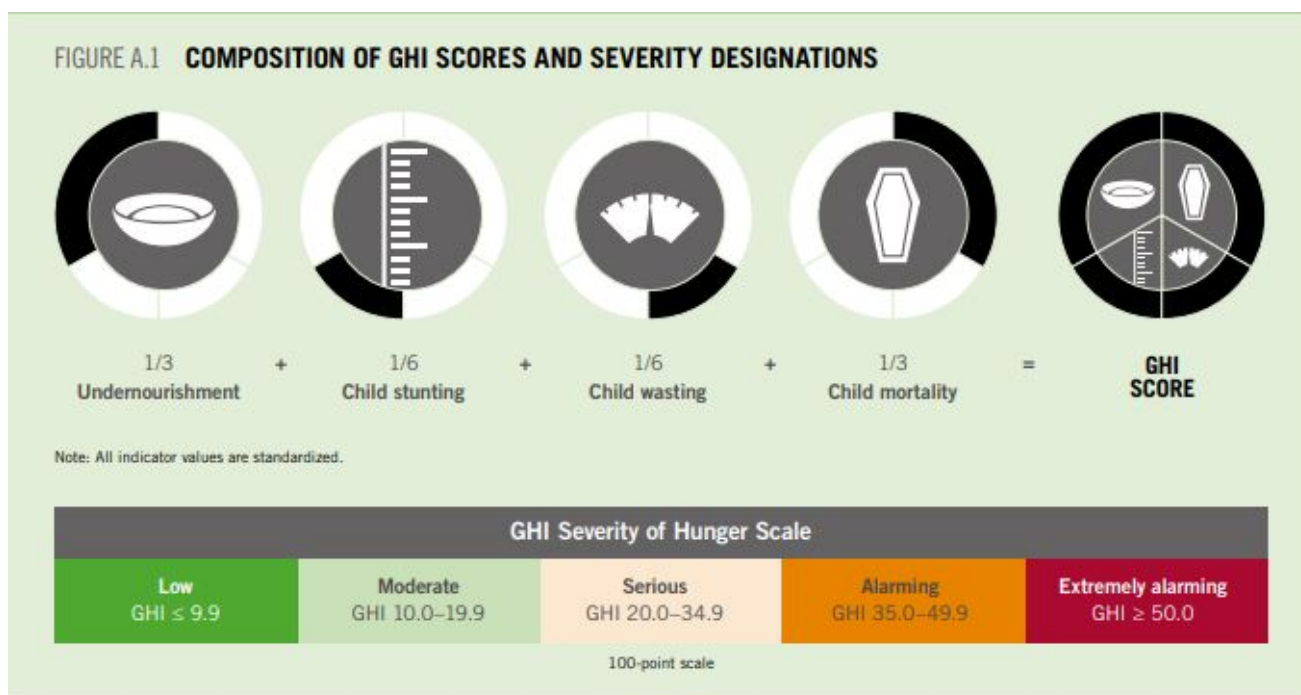 FIGURE A.1 COMPOSITION OF GHI SCORES AND SEVERITY DESIGNATIONS
1/3 + 1/6 + 1/6 + 1/3 = GHI
Undernourishment Child stunting Child wasting Child mortality SCORE
Note: All indicator values are standardized.
GHI Severity of Hunger Scale
Low Moderate Serious Alarming Extremely alarming
GHI ≤ 9.9 GHI 10.0–19.9 GHI 20.0–34.9 GHI 35.0–49.9 GHI ≥ 50.0
100-point scale